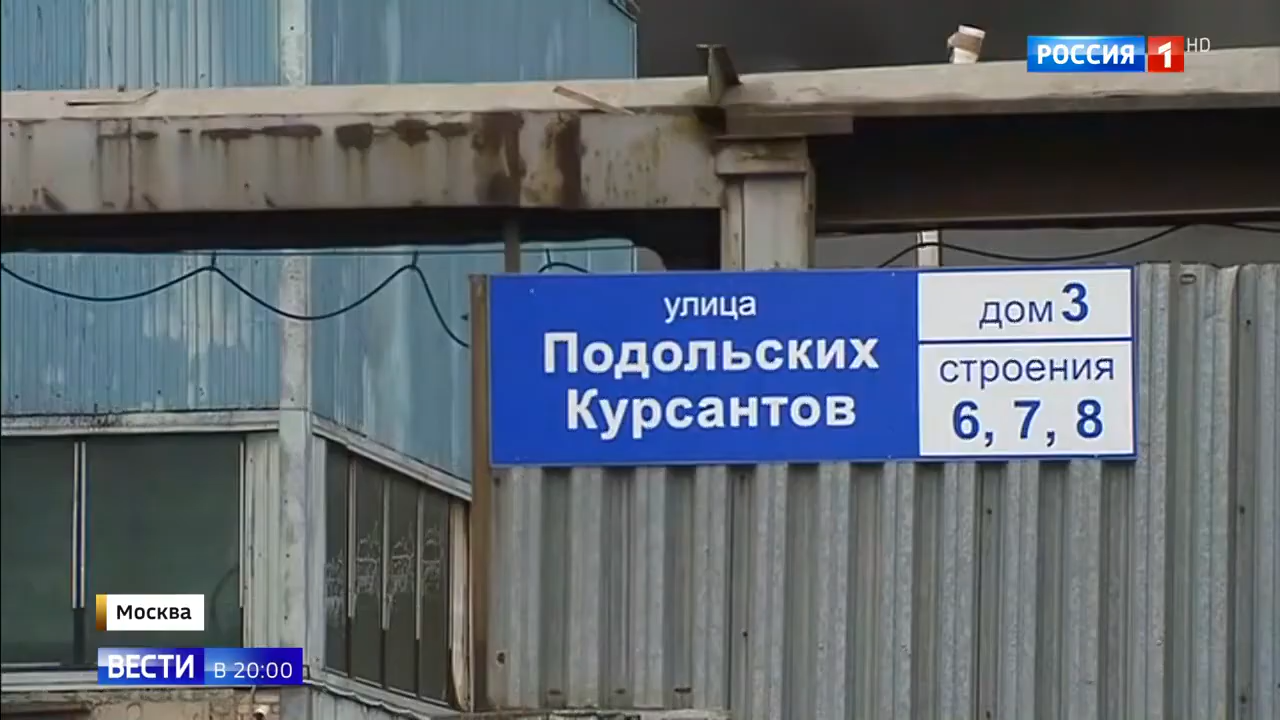 РОССИЯ 1 HD
улица
Подольских
Курсантов
дом 3
строения
6, 7, 8
Москва
ВЕСТИ В 20:00